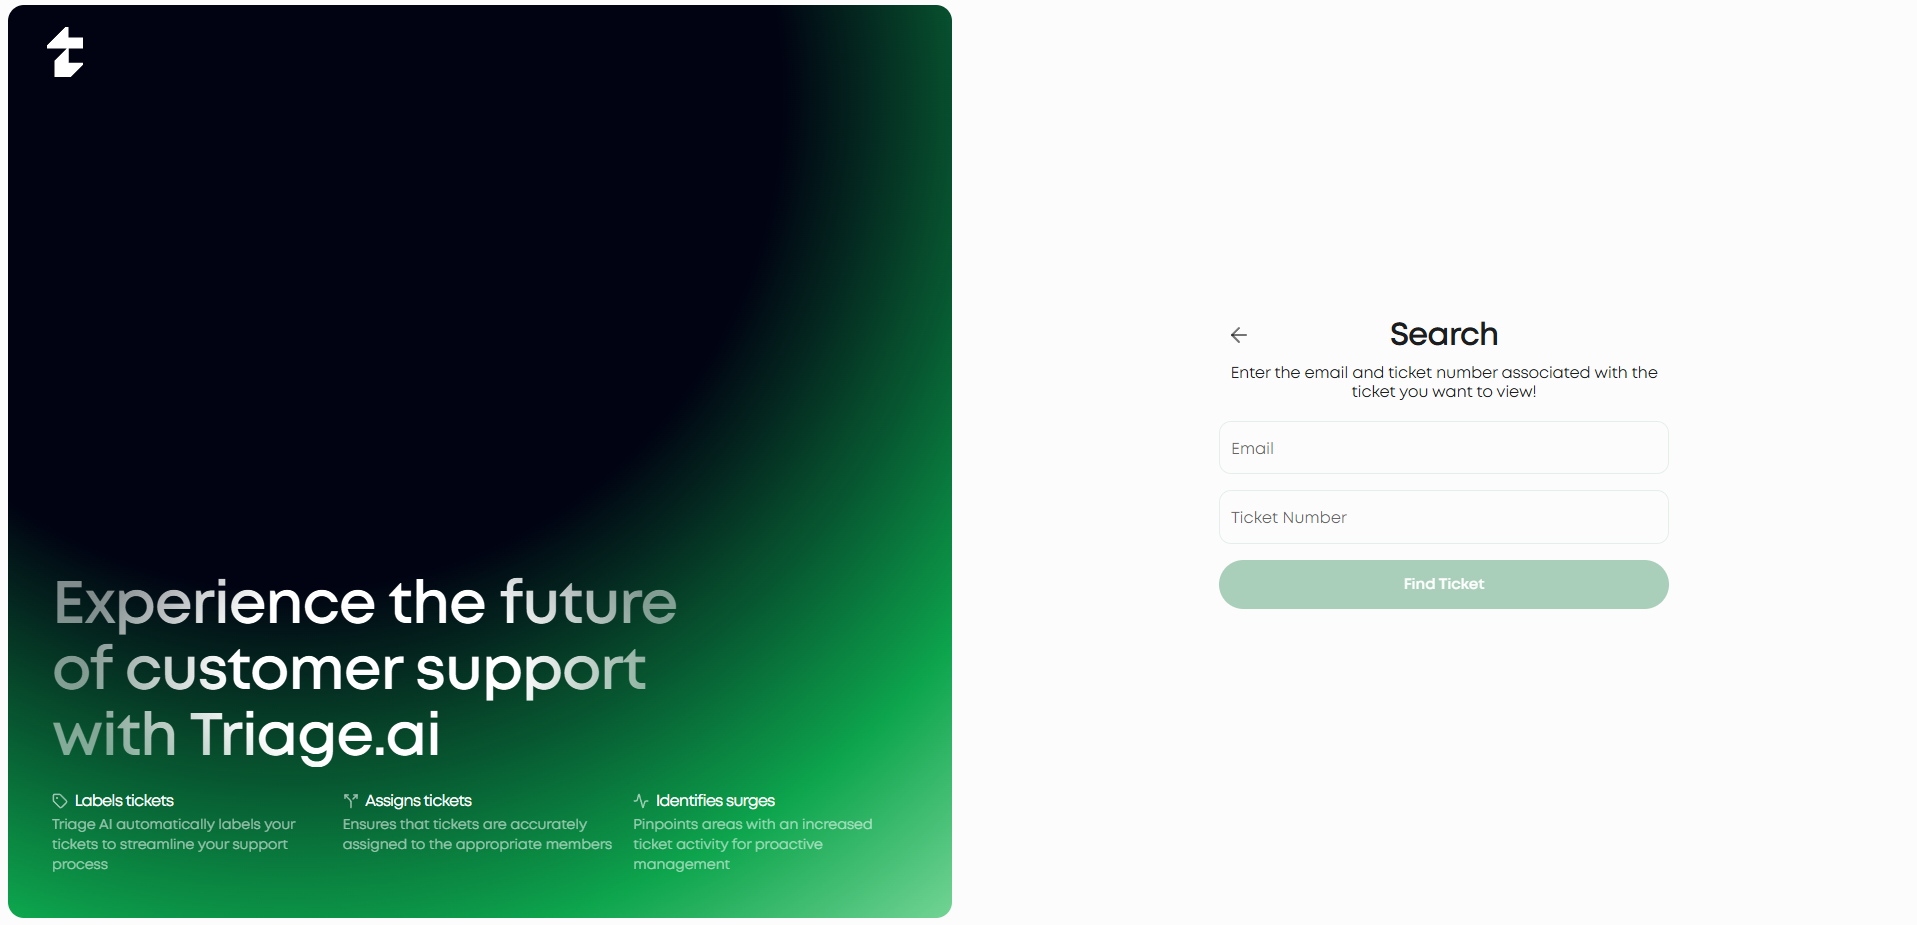 Experience the future
of customer support
with Triage.ai
Labels tickets
Triage AI automatically labels your
tickets to streamline your support
process
Assigns tickets
Ensures that tickets are accurately
assigned to the appropriate members
Identifies surges
Pinpoints areas with an increased
ticket activity for proactive
management
Search
Enter the email and ticket number associated with the
ticket you want to view!
Email
Ticket Number
Find Ticket